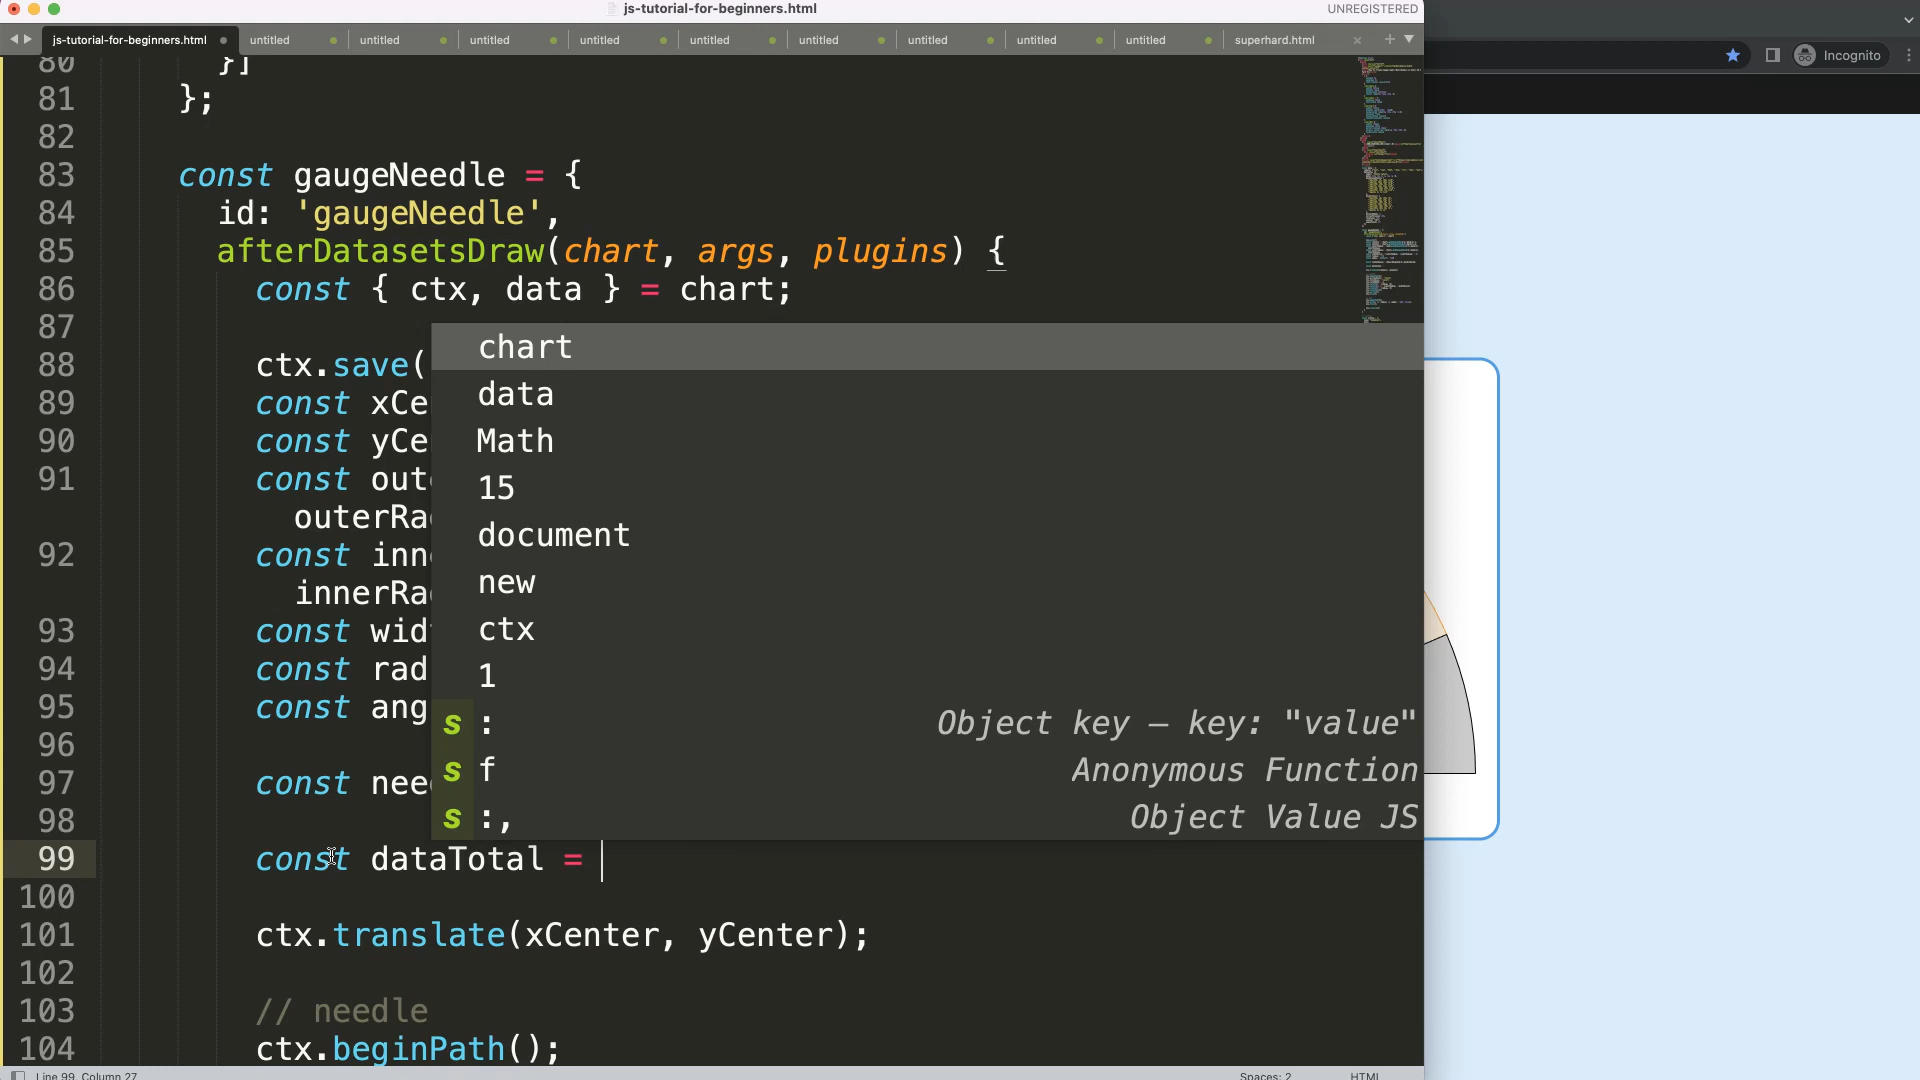 js-tutorial-for-beginners.html
UNREGISTERED
js-tutorial-for-beginners.html
untitled
untitled
untitled
untitled
untitled
untitled
untitled
untitled
untitled
superhard.html
Incognito
80 }]
81 };
82
83 const gaugeNeedle = {
84 id: 'gaugeNeedle',
85 afterDatasetsDraw(chart, args, plugins) {
86 const { ctx, data } = chart;
87
88 ctx.save(
89 const xCe
90 const yCe
91 const oute
outerRad
92 const inn
innerRa
93 const wid
94 const rad
95 const ang
96
97 const need
98
99 const dataTotal =
100
101 ctx.translate(xCenter, yCenter);
102
103 // needle
104 ctx.beginPath();
chart
data
Math
15
document
new
ctx
1
s : Object key — key: "value"
s f Anonymous Function
s :, Object Value JS
Line 99, Column 27
Spaces: 2
HTML